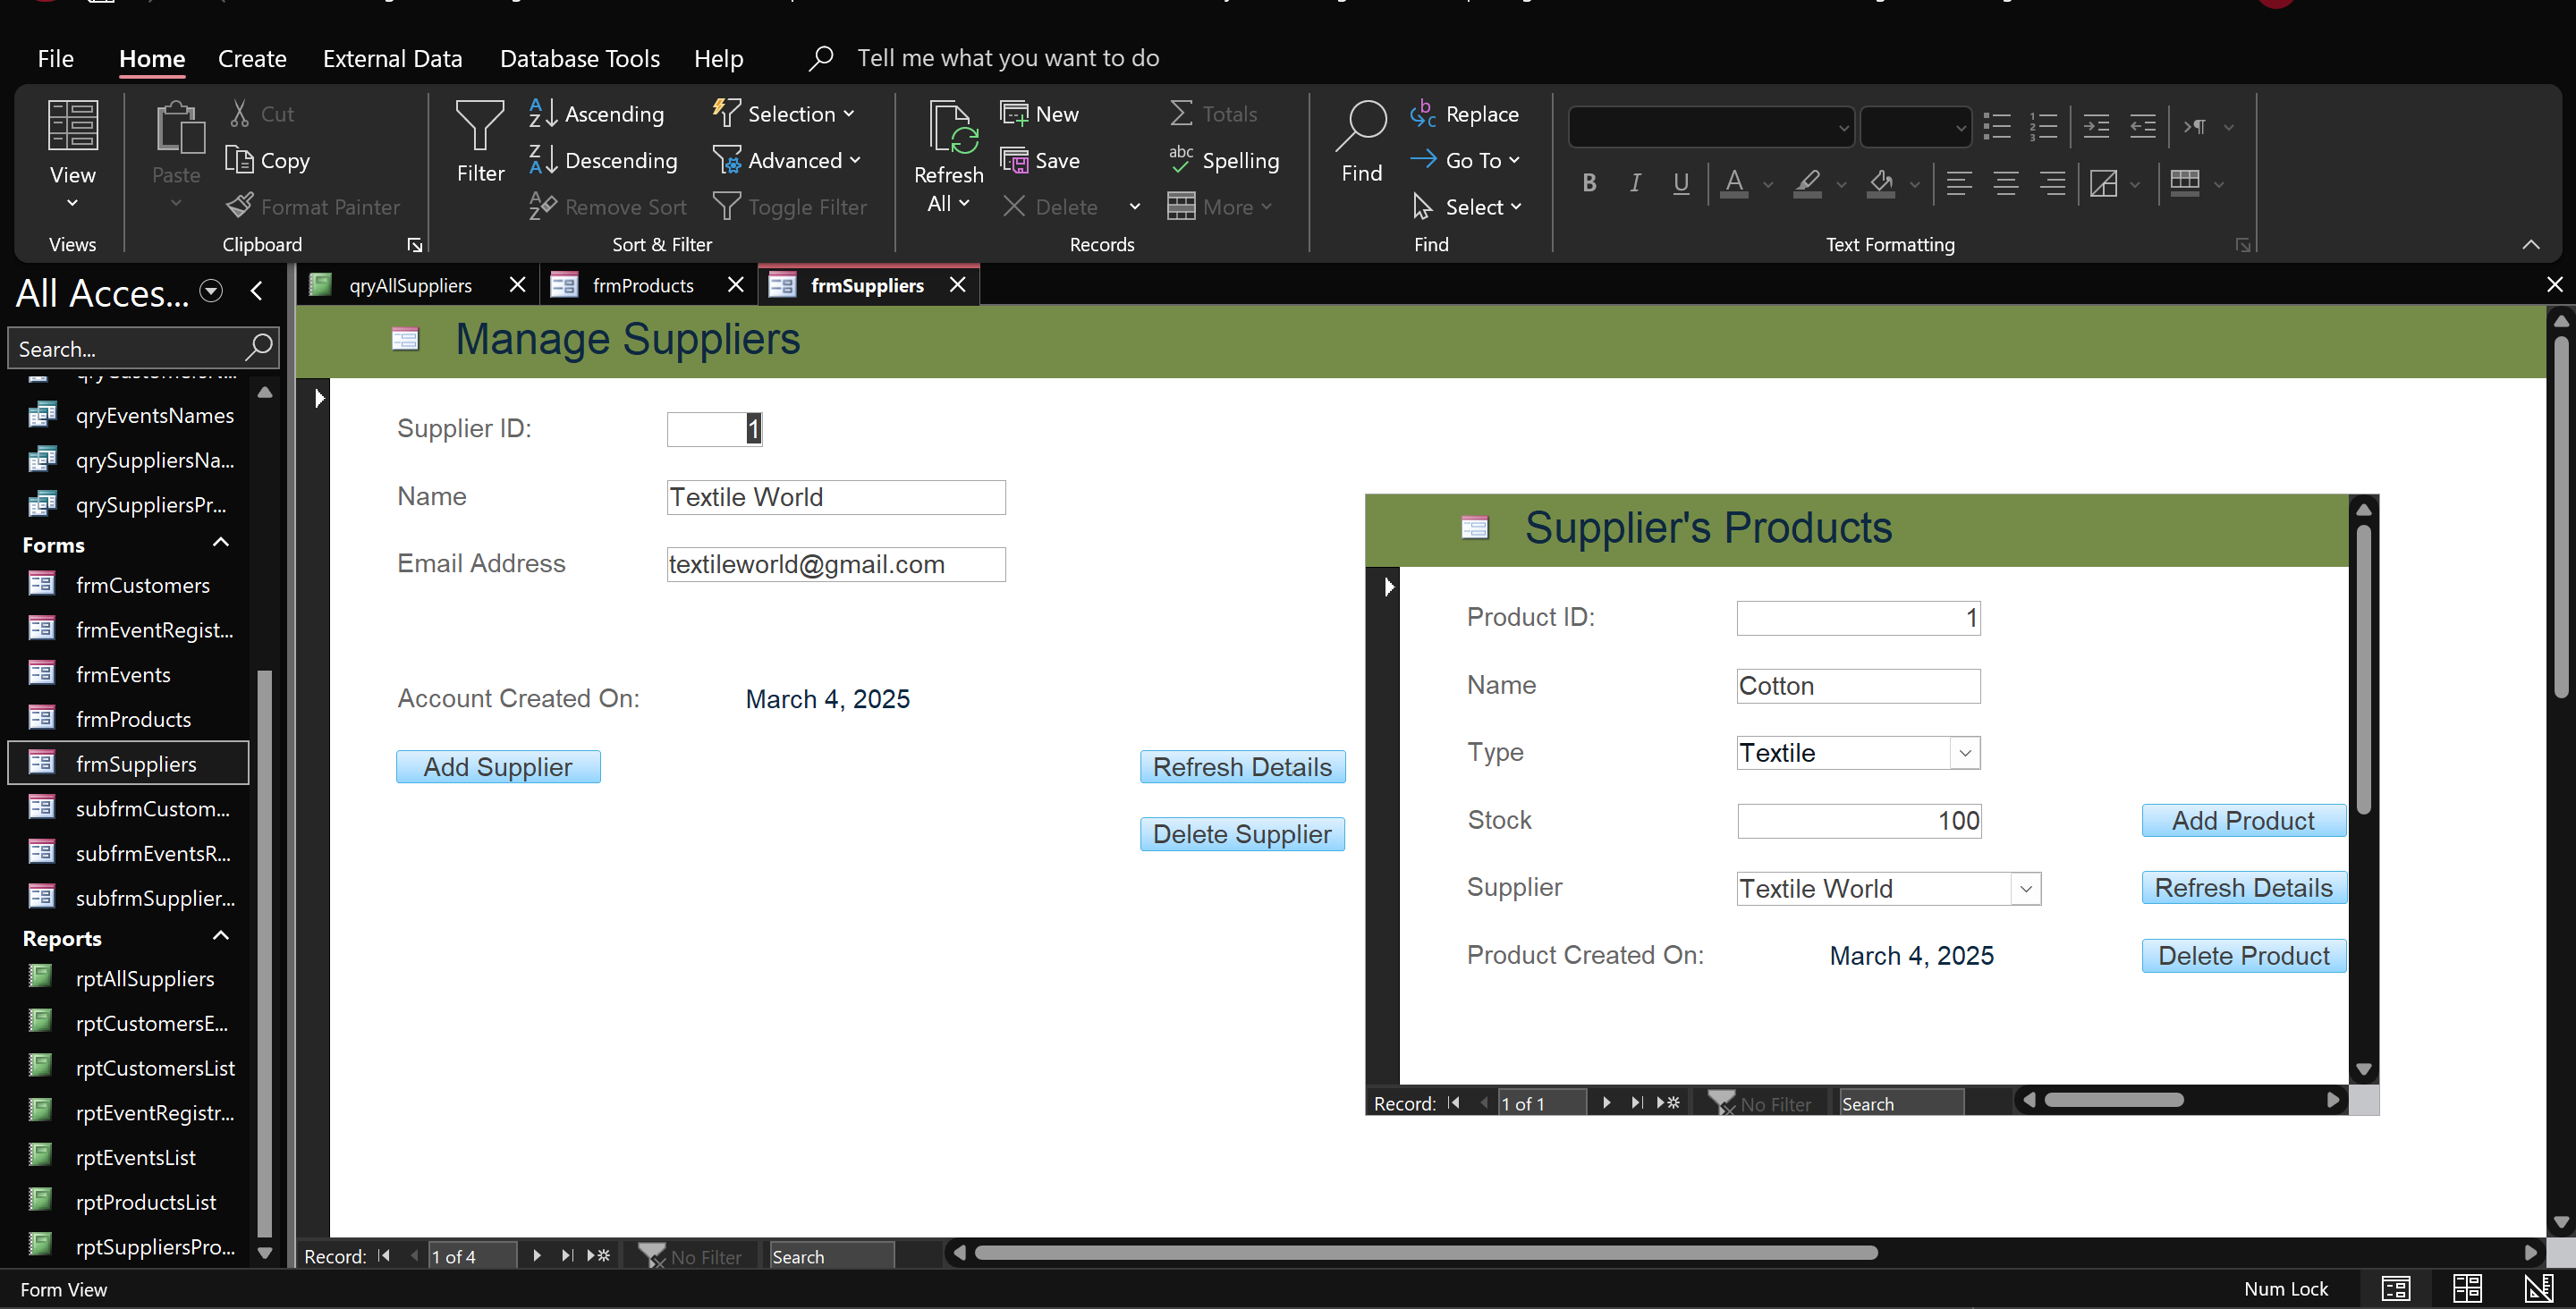 File Home Create External Data Database Tools Help Tell me what you want to do
View
Views
Paste
Cut
Copy
Format Painter
Clipboard
Filter
Ascending
Descending
Remove Sort
Selection
Advanced
Toggle Filter
Sort & Filter
Refresh
All
New
Save
Delete
Totals
Spelling
More
Records
Find
Replace
Go To
Select
Find
B I U A
Text Formatting
All Acces...
Search...
qryEventsNames
qrySuppliersNa...
qrySuppliersPr...
Forms
frmCustomers
frmEventRegist...
frmEvents
frmProducts
frmSuppliers
subfrmCustom...
subfrmEventsR...
subfrmSupplier...
Reports
rptAllSuppliers
rptCustomersE...
rptCustomersList
rptEventRegistr...
rptEventsList
rptProductsList
rptSuppliersPro...
qryAllSuppliers frmProducts frmSuppliers
Manage Suppliers
Supplier ID: 1
Name Textile World
Email Address textileworld@gmail.com
Account Created On: March 4, 2025
Add Supplier
Refresh Details
Delete Supplier
Supplier's Products
Product ID: 1
Name Cotton
Type Textile
Stock 100
Add Product
Supplier Textile World
Refresh Details
Product Created On: March 4, 2025
Delete Product
Record: 1 of 1 No Filter Search
Record: 1 of 4 No Filter Search
Form View Num Lock